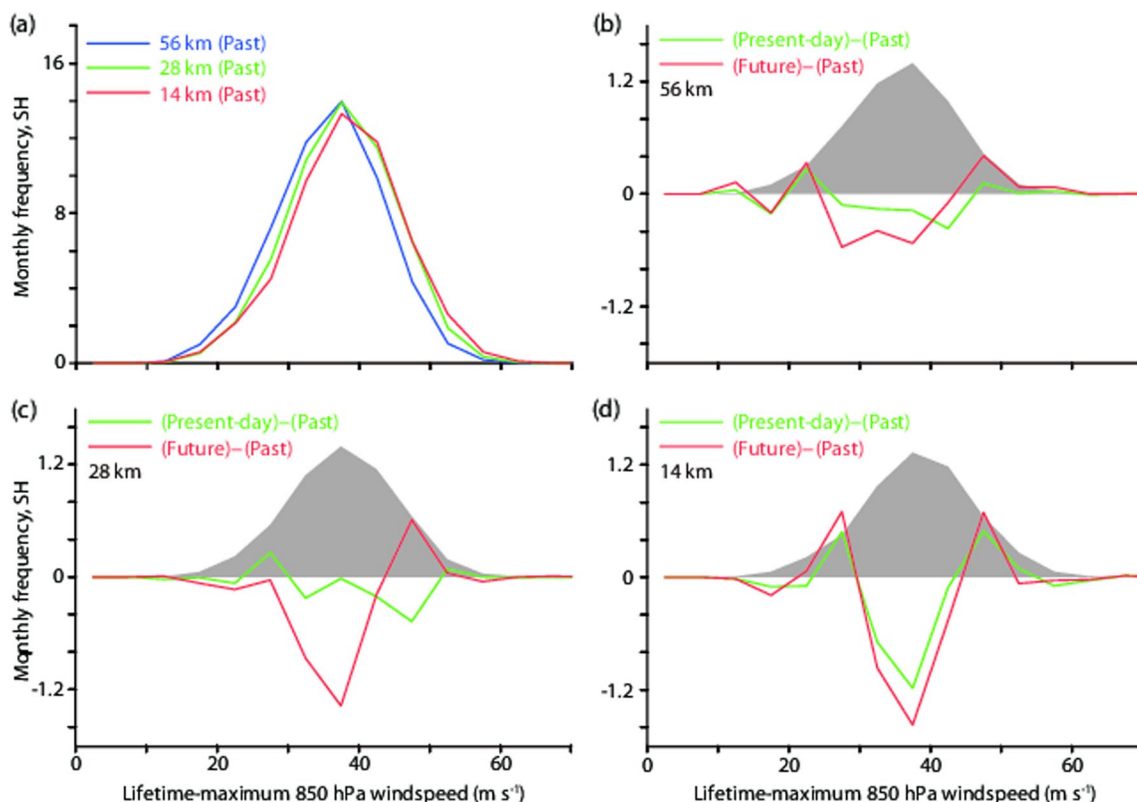 (a)
56 km (Past)
28 km (Past)
14 km (Past)
16
8
0
Monthly frequency, SH
(b)
(Present-day)–(Past)
(Future)–(Past)
56 km
1.2
0
-1.2
(c)
(Present-day)–(Past)
(Future)–(Past)
28 km
1.2
0
-1.2
Monthly frequency, SH
0
20
40
60
Lifetime-maximum 850 hPa windspeed (m s⁻¹)
(d)
(Present-day)–(Past)
(Future)–(Past)
14 km
1.2
0
-1.2
0
20
40
60
Lifetime-maximum 850 hPa windspeed (m s⁻¹)